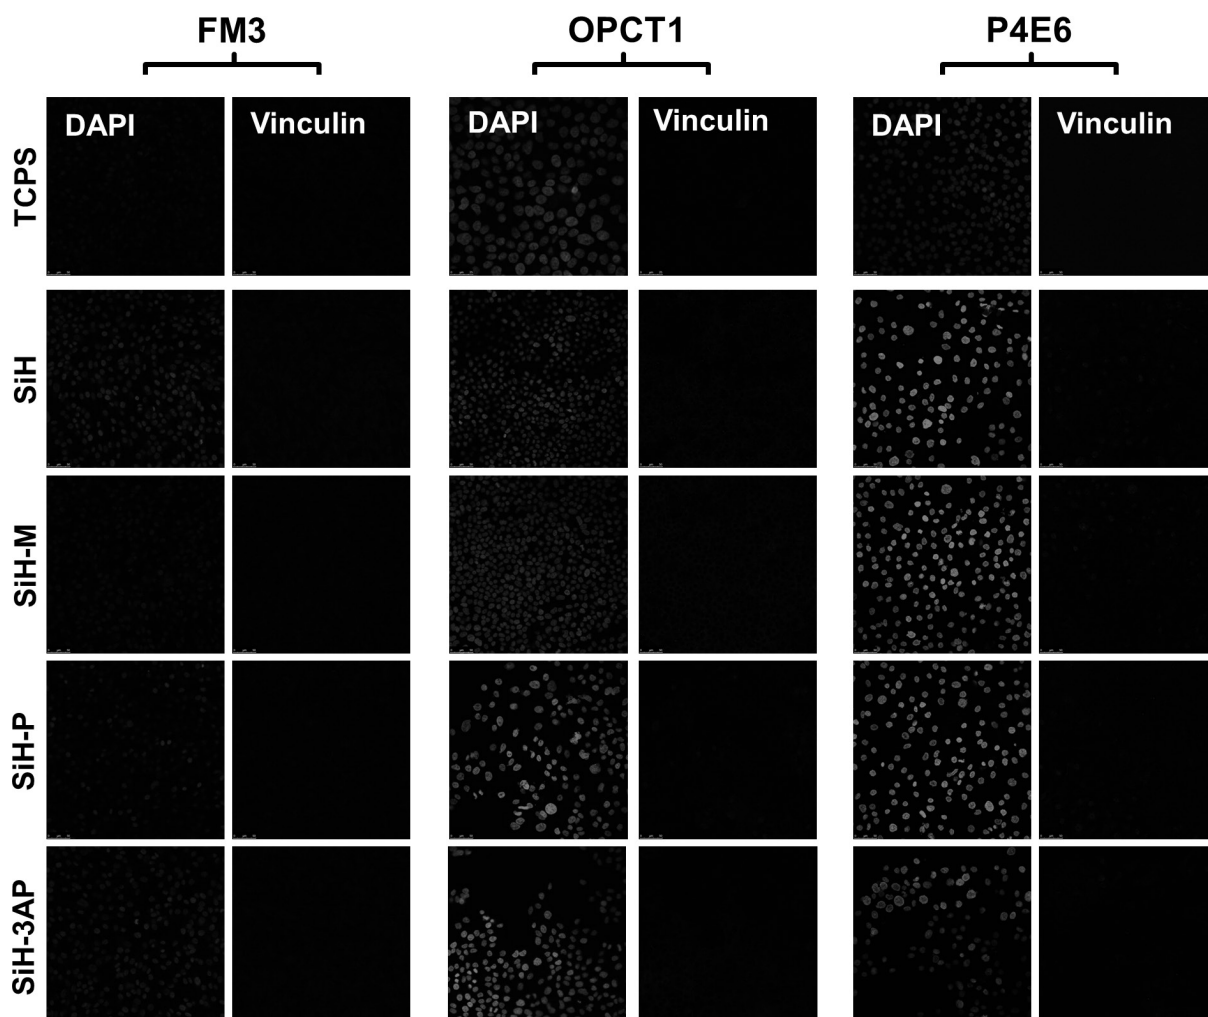 FM3 OPCT1 P4E6
DAPI Vinculin DAPI Vinculin DAPI Vinculin
TCPS
SiH
SiH-M
SiH-P
SiH-3AP